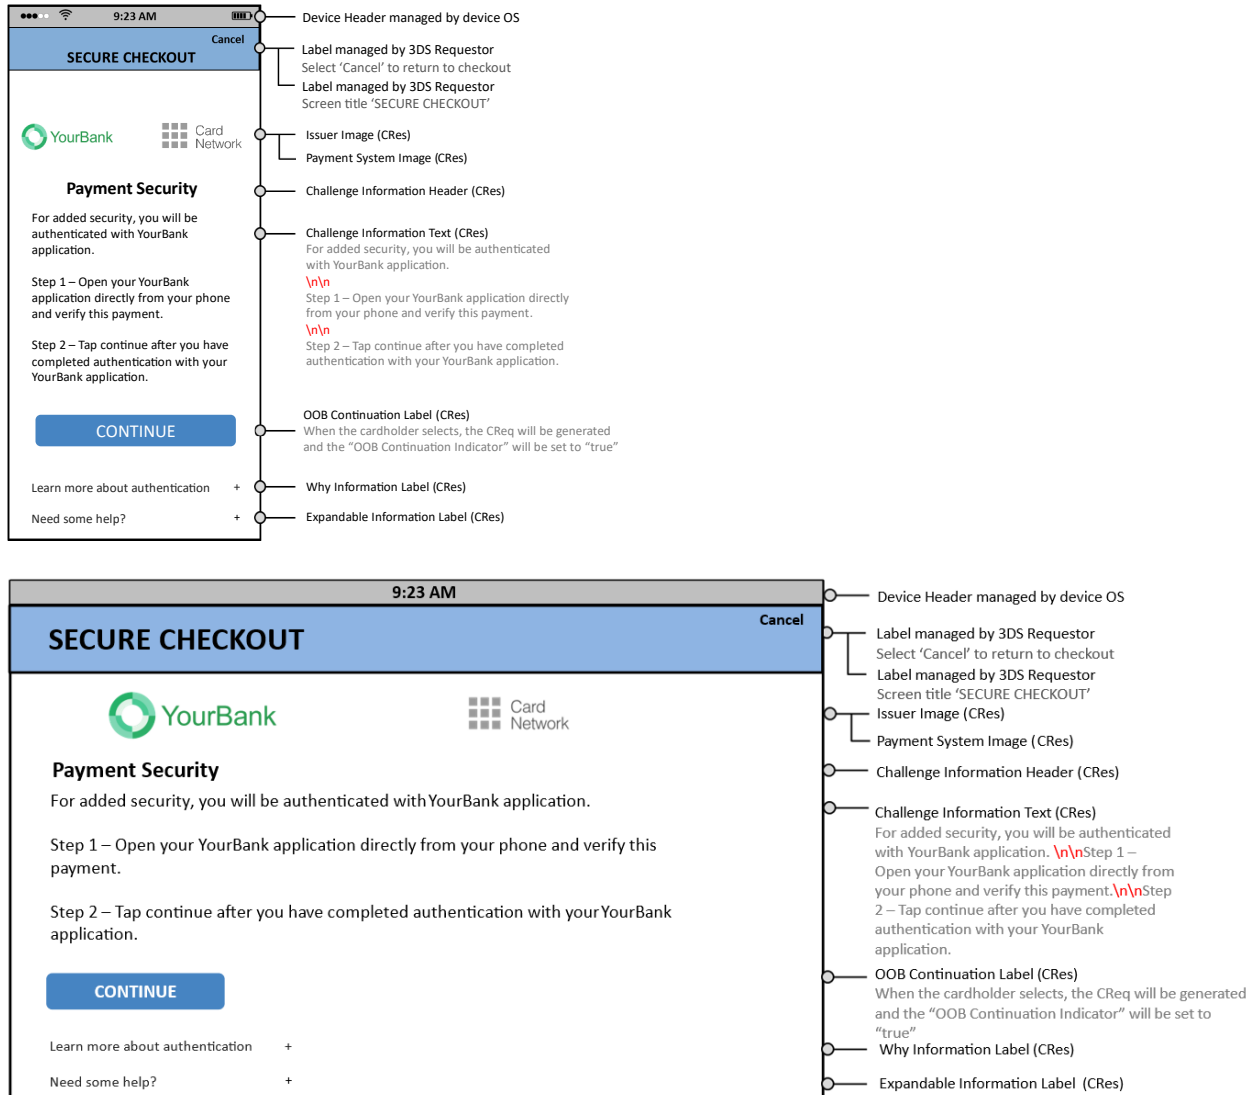 9:23 AM
Cancel
SECURE CHECKOUT
YourBank
Card
Network
Payment Security
For added security, you will be
authenticated with YourBank
application.
Step 1 – Open your YourBank
application directly from your phone
and verify this payment.
Step 2 – Tap continue after you have
completed authentication with your
YourBank application.
CONTINUE
Learn more about authentication +
Need some help? +
Device Header managed by device OS
Label managed by 3DS Requestor
Select ‘Cancel’ to return to checkout
Label managed by 3DS Requestor
Screen title ‘SECURE CHECKOUT’
Issuer Image (CRes)
Payment System Image (CRes)
Challenge Information Header (CRes)
Challenge Information Text (CRes)
For added security, you will be authenticated
with YourBank application.
\n\n
Step 1 – Open your YourBank application directly
from your phone and verify this payment.
\n\n
Step 2 – Tap continue after you have completed
authentication with your YourBank application.
OOB Continuation Label (CRes)
When the cardholder selects, the CReq will be generated
and the “OOB Continuation Indicator” will be set to “true”
Why Information Label (CRes)
Expandable Information Label (CRes)
9:23 AM
Cancel
SECURE CHECKOUT
YourBank
Card
Network
Payment Security
For added security, you will be authenticated with YourBank application.
Step 1 – Open your YourBank application directly from your phone and verify this
payment.
Step 2 – Tap continue after you have completed authentication with your YourBank
application.
CONTINUE
Learn more about authentication +
Need some help? +
Device Header managed by device OS
Label managed by 3DS Requestor
Select ‘Cancel’ to return to checkout
Label managed by 3DS Requestor
Screen title ‘SECURE CHECKOUT’
Issuer Image (CRes)
Payment System Image (CRes)
Challenge Information Header (CRes)
Challenge Information Text (CRes)
For added security, you will be authenticated
with YourBank application. \n\nStep 1 –
Open your YourBank application directly from
your phone and verify this payment.\n\nStep
2 – Tap continue after you have completed
authentication with your YourBank
application.
OOB Continuation Label (CRes)
When the cardholder selects, the CReq will be generated
and the “OOB Continuation Indicator” will be set to
“true”
Why Information Label (CRes)
Expandable Information Label (CRes)